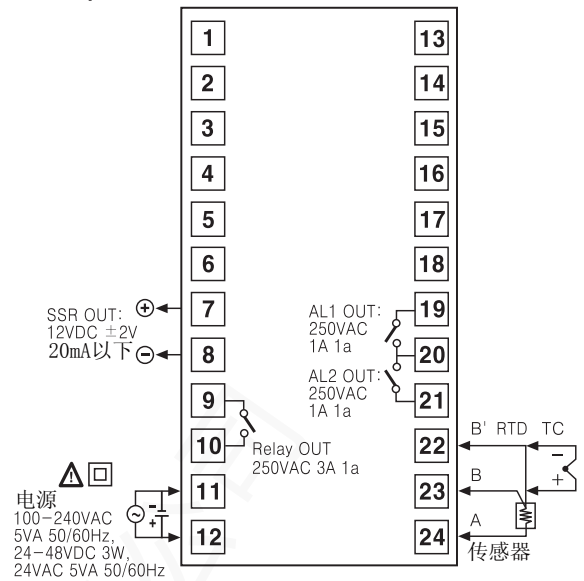 1
13
2
14
3
15
4
16
5
17
6
18
SSR OUT:
12VDC ±2V
20mA以下
+
-
7
8
AL1 OUT:
250VAC
1A 1a
19
20
AL2 OUT:
250VAC
1A 1a
21
9
10
Relay OUT
250VAC 3A 1a
22
B' RTD TC
- 
+
23
B
24
A
传感器
11
12
电源
100-240VAC
5VA 50/60Hz,
24-48VDC 3W,
24VAC 5VA 50/60Hz
-
+